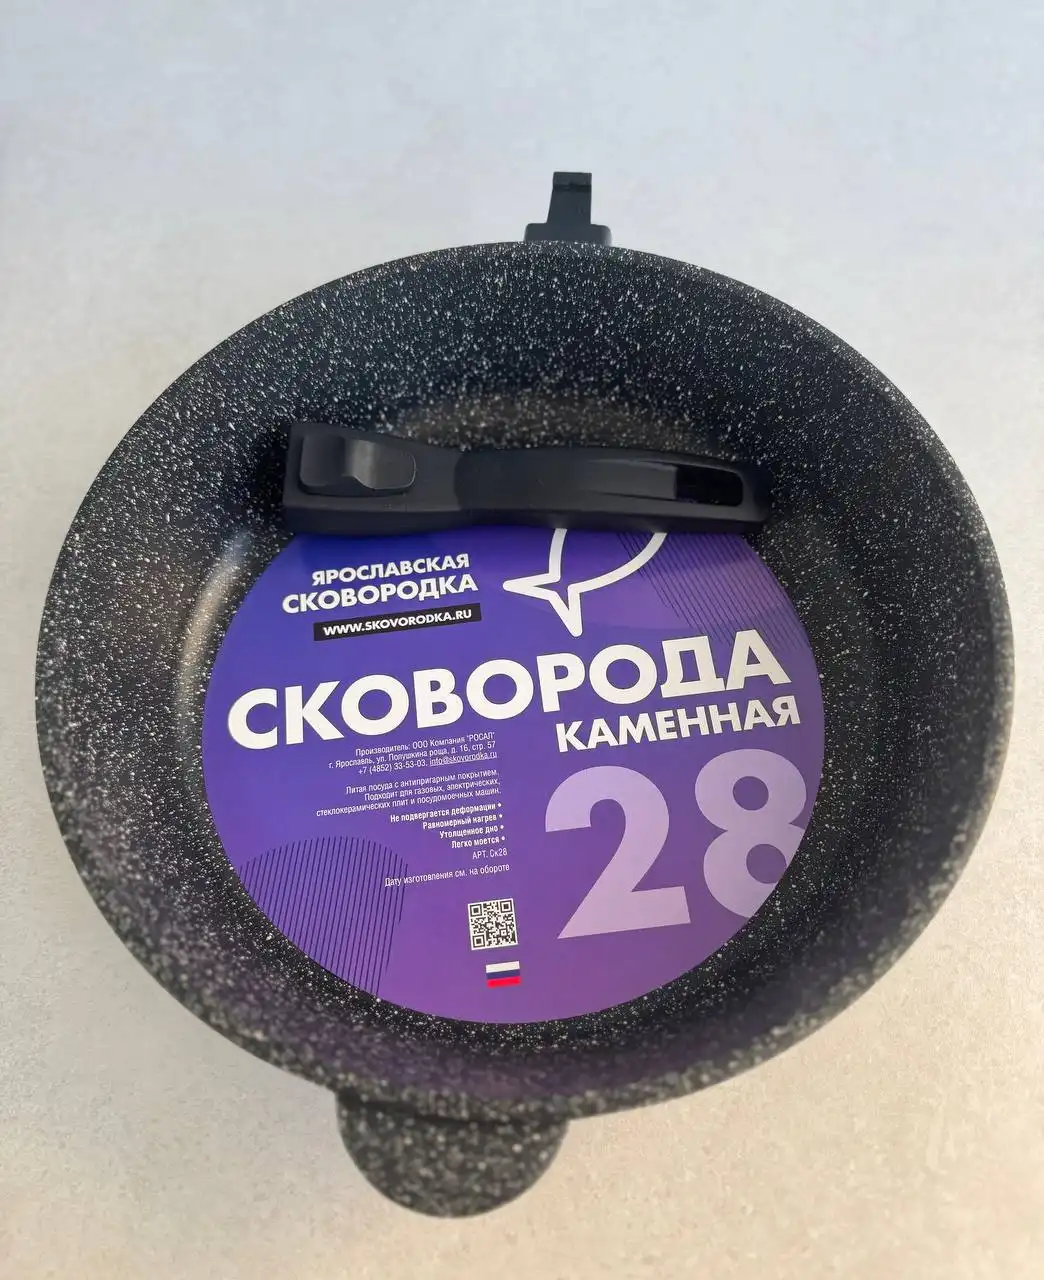 ЯРОСЛАВСКАЯ
СКОВОРОДКА
WWW.SKOVORODKA.RU
СКОВОРОДА
КАМЕННАЯ
28
Производитель: ООО Компания "РОСАЛ"
г. Ярославль, ул. Полушкина роща, д. 16, стр. 57
+7 (4852) 33-53-03, info@skovorodka.ru
Литая посуда с антипригарным покрытием.
Подходит для газовых, электрических,
стеклокерамических плит и посудомоечных машин.
Не подвергается деформации •
Равномерный нагрев •
Утолщенное дно •
Легко моется •
АРТ. Ск28
Дату изготовления см. на обороте